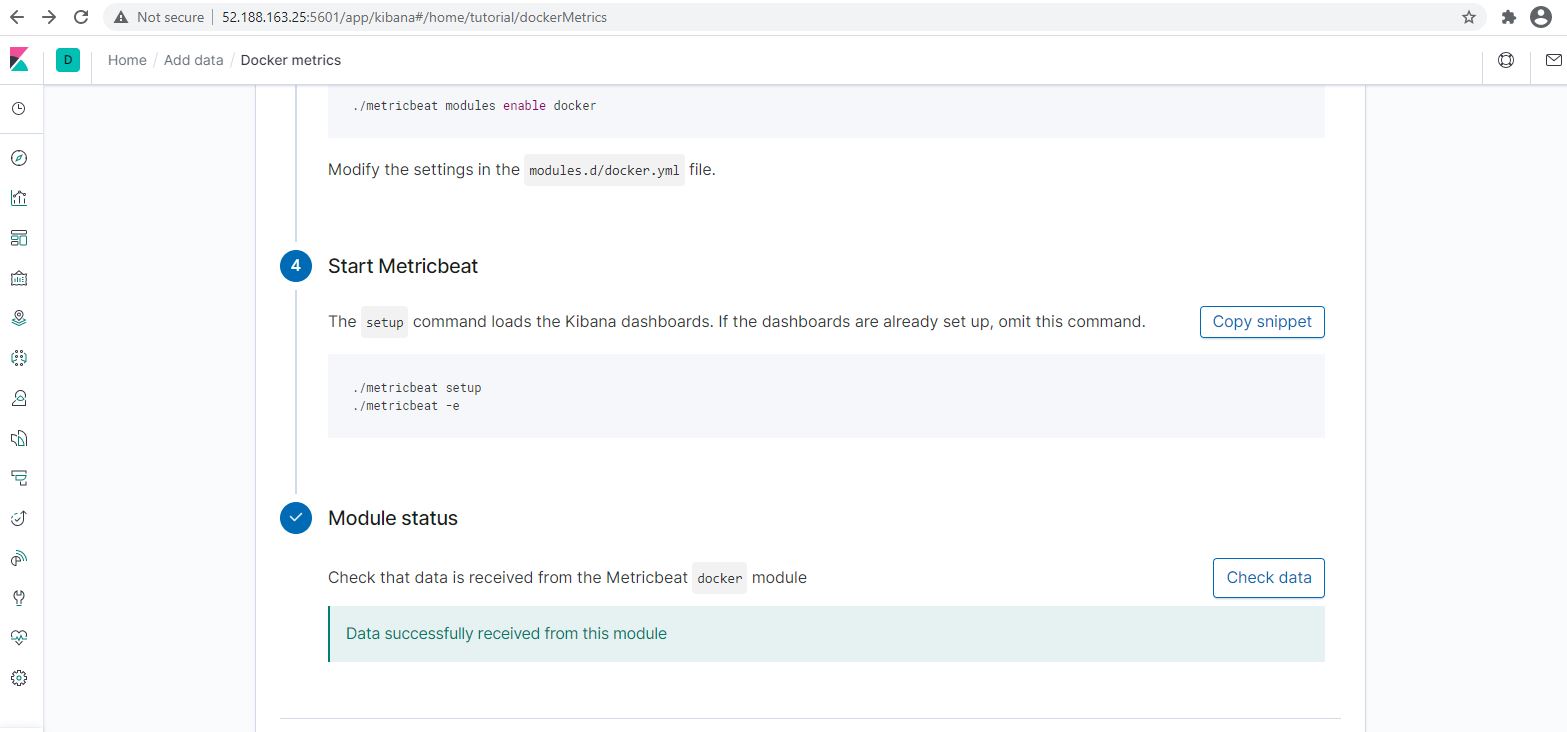 Not secure | 52.188.163.25:5601/app/kibana#/home/tutorial/dockerMetrics
D Home / Add data / Docker metrics
./metricbeat modules enable docker
Modify the settings in the modules.d/docker.yml file.
4 Start Metricbeat
The setup command loads the Kibana dashboards. If the dashboards are already set up, omit this command. Copy snippet
./metricbeat setup
./metricbeat -e
Module status
Check that data is received from the Metricbeat docker module Check data
Data successfully received from this module